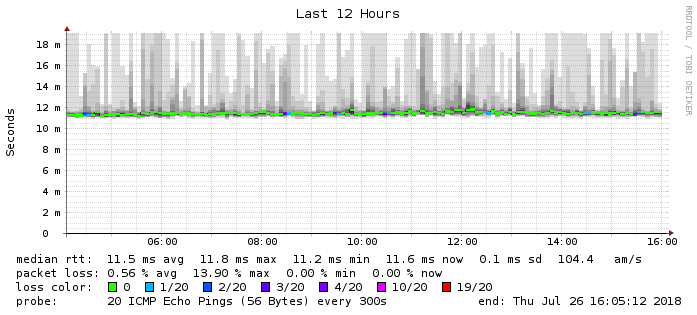 Last 12 Hours
RRDTOOL / TOBI OETIKER
Seconds
18 m
16 m
14 m
12 m
10 m
8 m
6 m
4 m
2 m
0
06:00 08:00 10:00 12:00 14:00 16:00
median rtt: 11.5 ms avg 11.8 ms max 11.2 ms min 11.6 ms now 0.1 ms sd 104.4 am/s
packet loss: 0.56 % avg 13.90 % max 0.00 % min 0.00 % now
loss color: 0 1/20 2/20 3/20 4/20 10/20 19/20
probe: 20 ICMP Echo Pings (56 Bytes) every 300s end: Thu Jul 26 16:05:12 2018